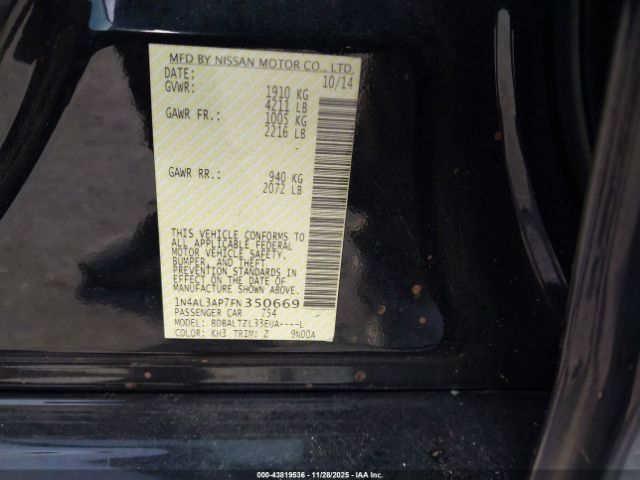 MFD BY NISSAN MOTOR CO., LTD.
DATE: 10/14
GVWR: 1910 KG
4211 LB
GAWR FR.: 1005 KG
2216 LB
GAWR RR.: 940 KG
2072 LB
THIS VEHICLE CONFORMS TO
ALL APPLICABLE FEDERAL
MOTOR VEHICLE SAFETY,
BUMPER, AND THEFT
PREVENTION STANDARDS
IN EFFECT ON THE DATE OF
MANUFACTURE SHOWN ABOVE.
1N4AL3AP7FN350669
PASSENGER CAR 754
MODEL: BDBALTZL33EUA----L
COLOR: KH3 TRIM: Z 9N00A
00-43819536 - 11/28/2025 - IAA Inc.